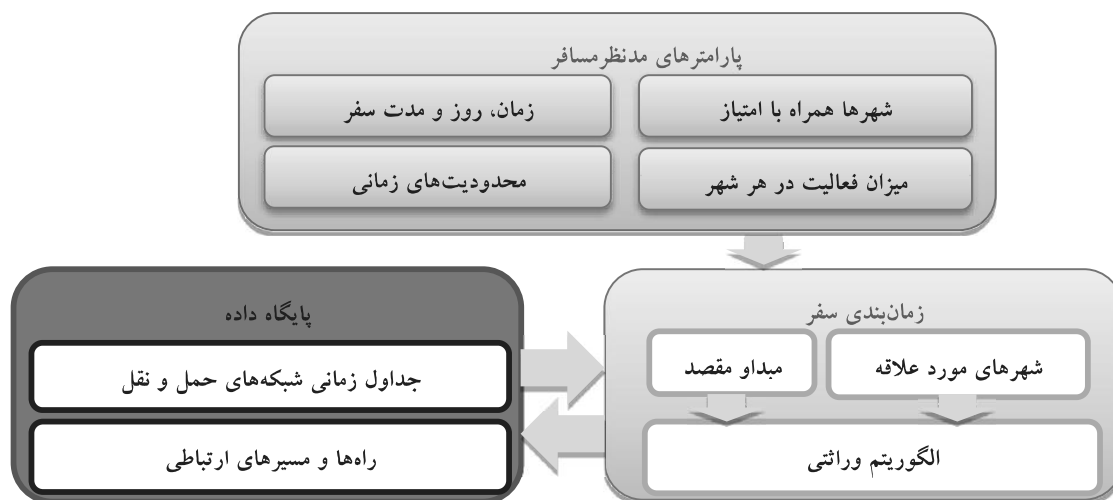 پارامترهای مدنظرمسافر
شهرها همراه با امتیاز
زمان، روز و مدت سفر
میزان فعالیت در هر شهر
محدودیت‌های زمانی
زمان‌بندی سفر
شهرهای مورد علاقه
مبداو مقصد
الگوریتم وراثتی
پایگاه داده
جداول زمانی شبکه‌های حمل و نقل
راه‌ها و مسیرهای ارتباطی